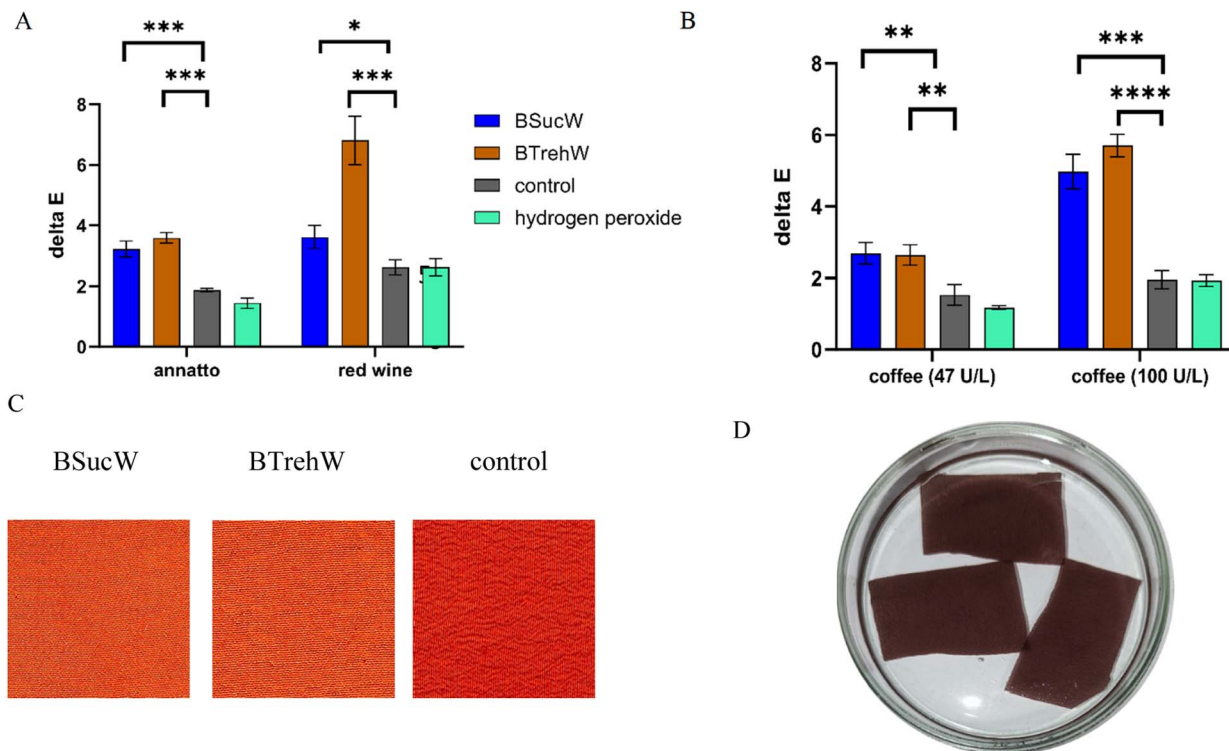 A
***
*
***
***
8
6
4
2
0
delta E
annatto
red wine
BSucW
BTrehW
control
hydrogen peroxide
B
**
***
**
****
8
6
4
2
0
delta E
coffee (47 U/L)
coffee (100 U/L)
C
BSucW
BTrehW
control
D